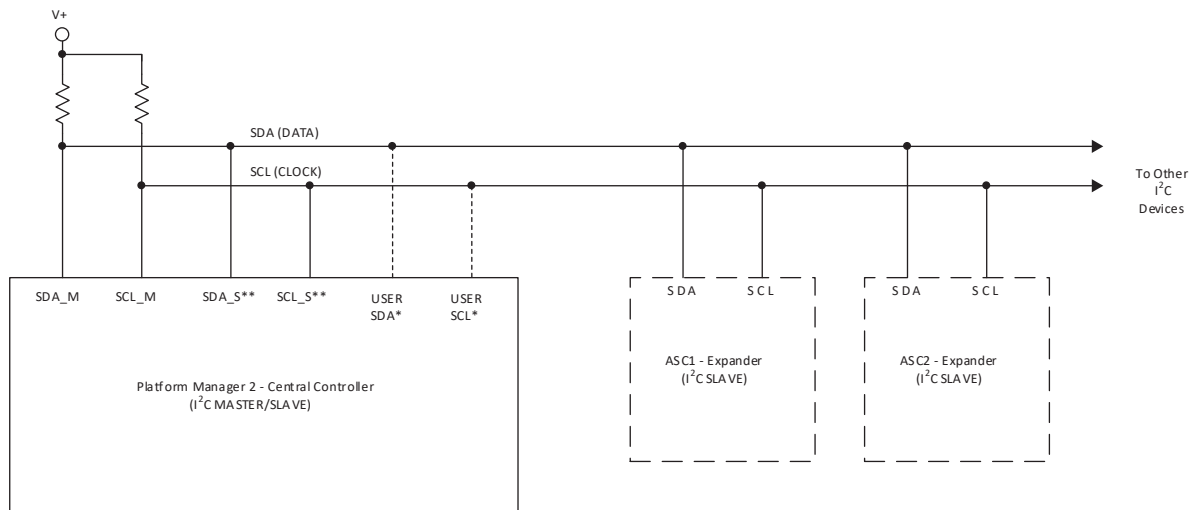 V+
SDA (DATA)
SCL (CLOCK)
To Other
I²C
Devices
SDA_M
SCL_M
SDA_S**
SCL_S**
USER
SDA*
USER
SCL*
SDA
SCL
SDA
SCL
Platform Manager 2 - Central Controller
(I²C MASTER/SLAVE)
ASC1 - Expander
(I²C SLAVE)
ASC2 - Expander
(I²C SLAVE)